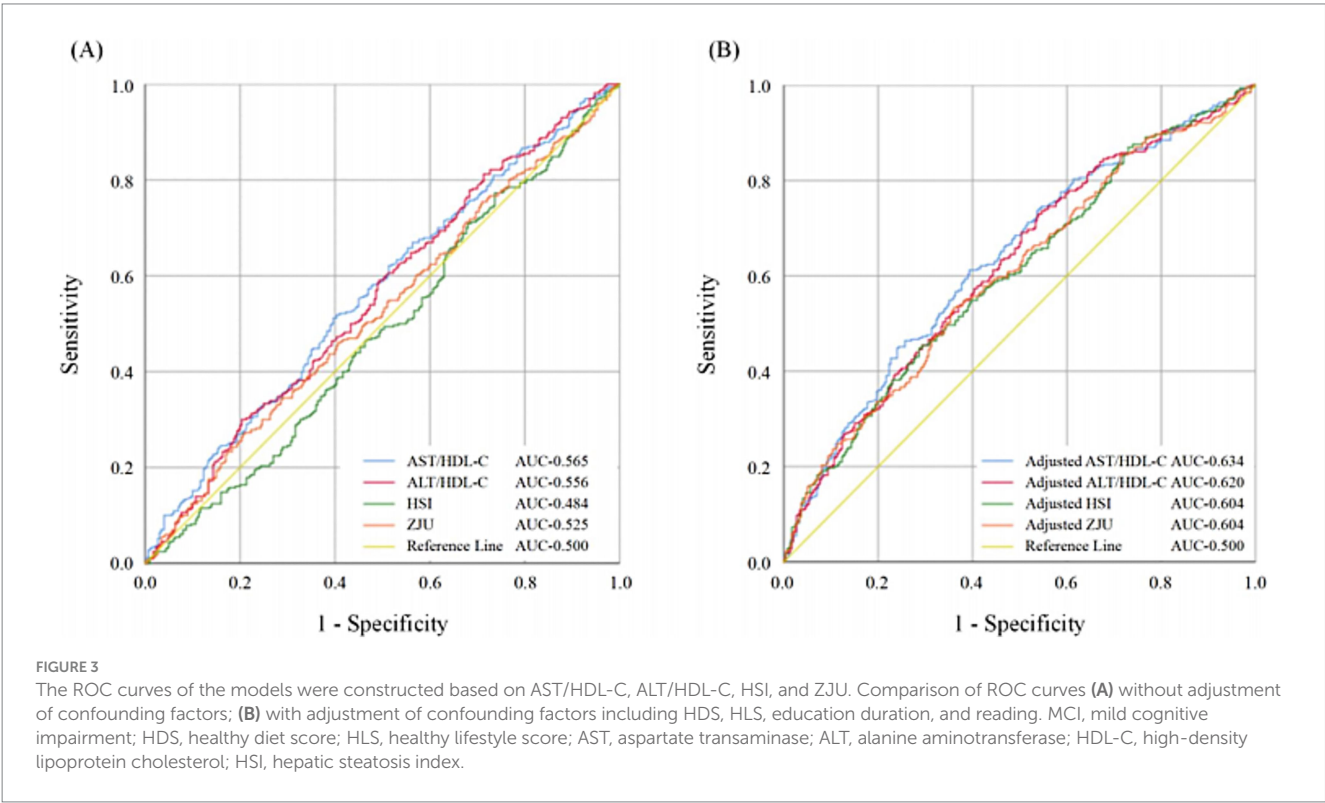 (A)
1.0
0.8
0.6
0.4
0.2
0.0
Sensitivity
AST/HDL-C AUC-0.565
ALT/HDL-C AUC-0.556
HSI AUC-0.484
ZJU AUC-0.525
Reference Line AUC-0.500
0.0 0.2 0.4 0.6 0.8 1.0
1 - Specificity
(B)
1.0
0.8
0.6
0.4
0.2
0.0
Sensitivity
Adjusted AST/HDL-C AUC-0.634
Adjusted ALT/HDL-C AUC-0.620
Adjusted HSI AUC-0.604
Adjusted ZJU AUC-0.604
Reference Line AUC-0.500
0.0 0.2 0.4 0.6 0.8 1.0
1 - Specificity
FIGURE 3
The ROC curves of the models were constructed based on AST/HDL-C, ALT/HDL-C, HSI, and ZJU. Comparison of ROC curves (A) without adjustment
of confounding factors; (B) with adjustment of confounding factors including HDS, HLS, education duration, and reading. MCI, mild cognitive
impairment; HDS, healthy diet score; HLS, healthy lifestyle score; AST, aspartate transaminase; ALT, alanine aminotransferase; HDL-C, high-density
lipoprotein cholesterol; HSI, hepatic steatosis index.